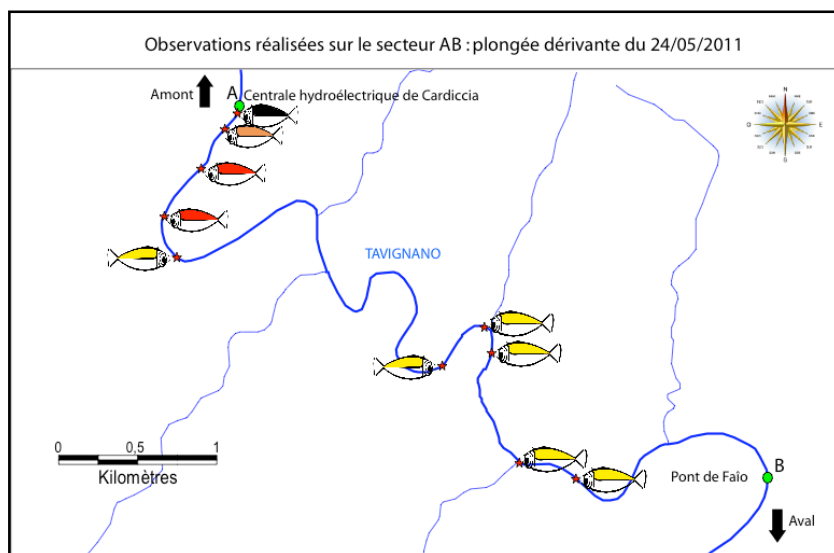 Observations réalisées sur le secteur AB : plongée dérivante du 24/05/2011
Amont
A
Centrale hydroélectrique de Cardiccia
N
O
E
S
TAVIGNANO
0
0,5
1
Kilomètres
B
Pont de Faîo
Aval